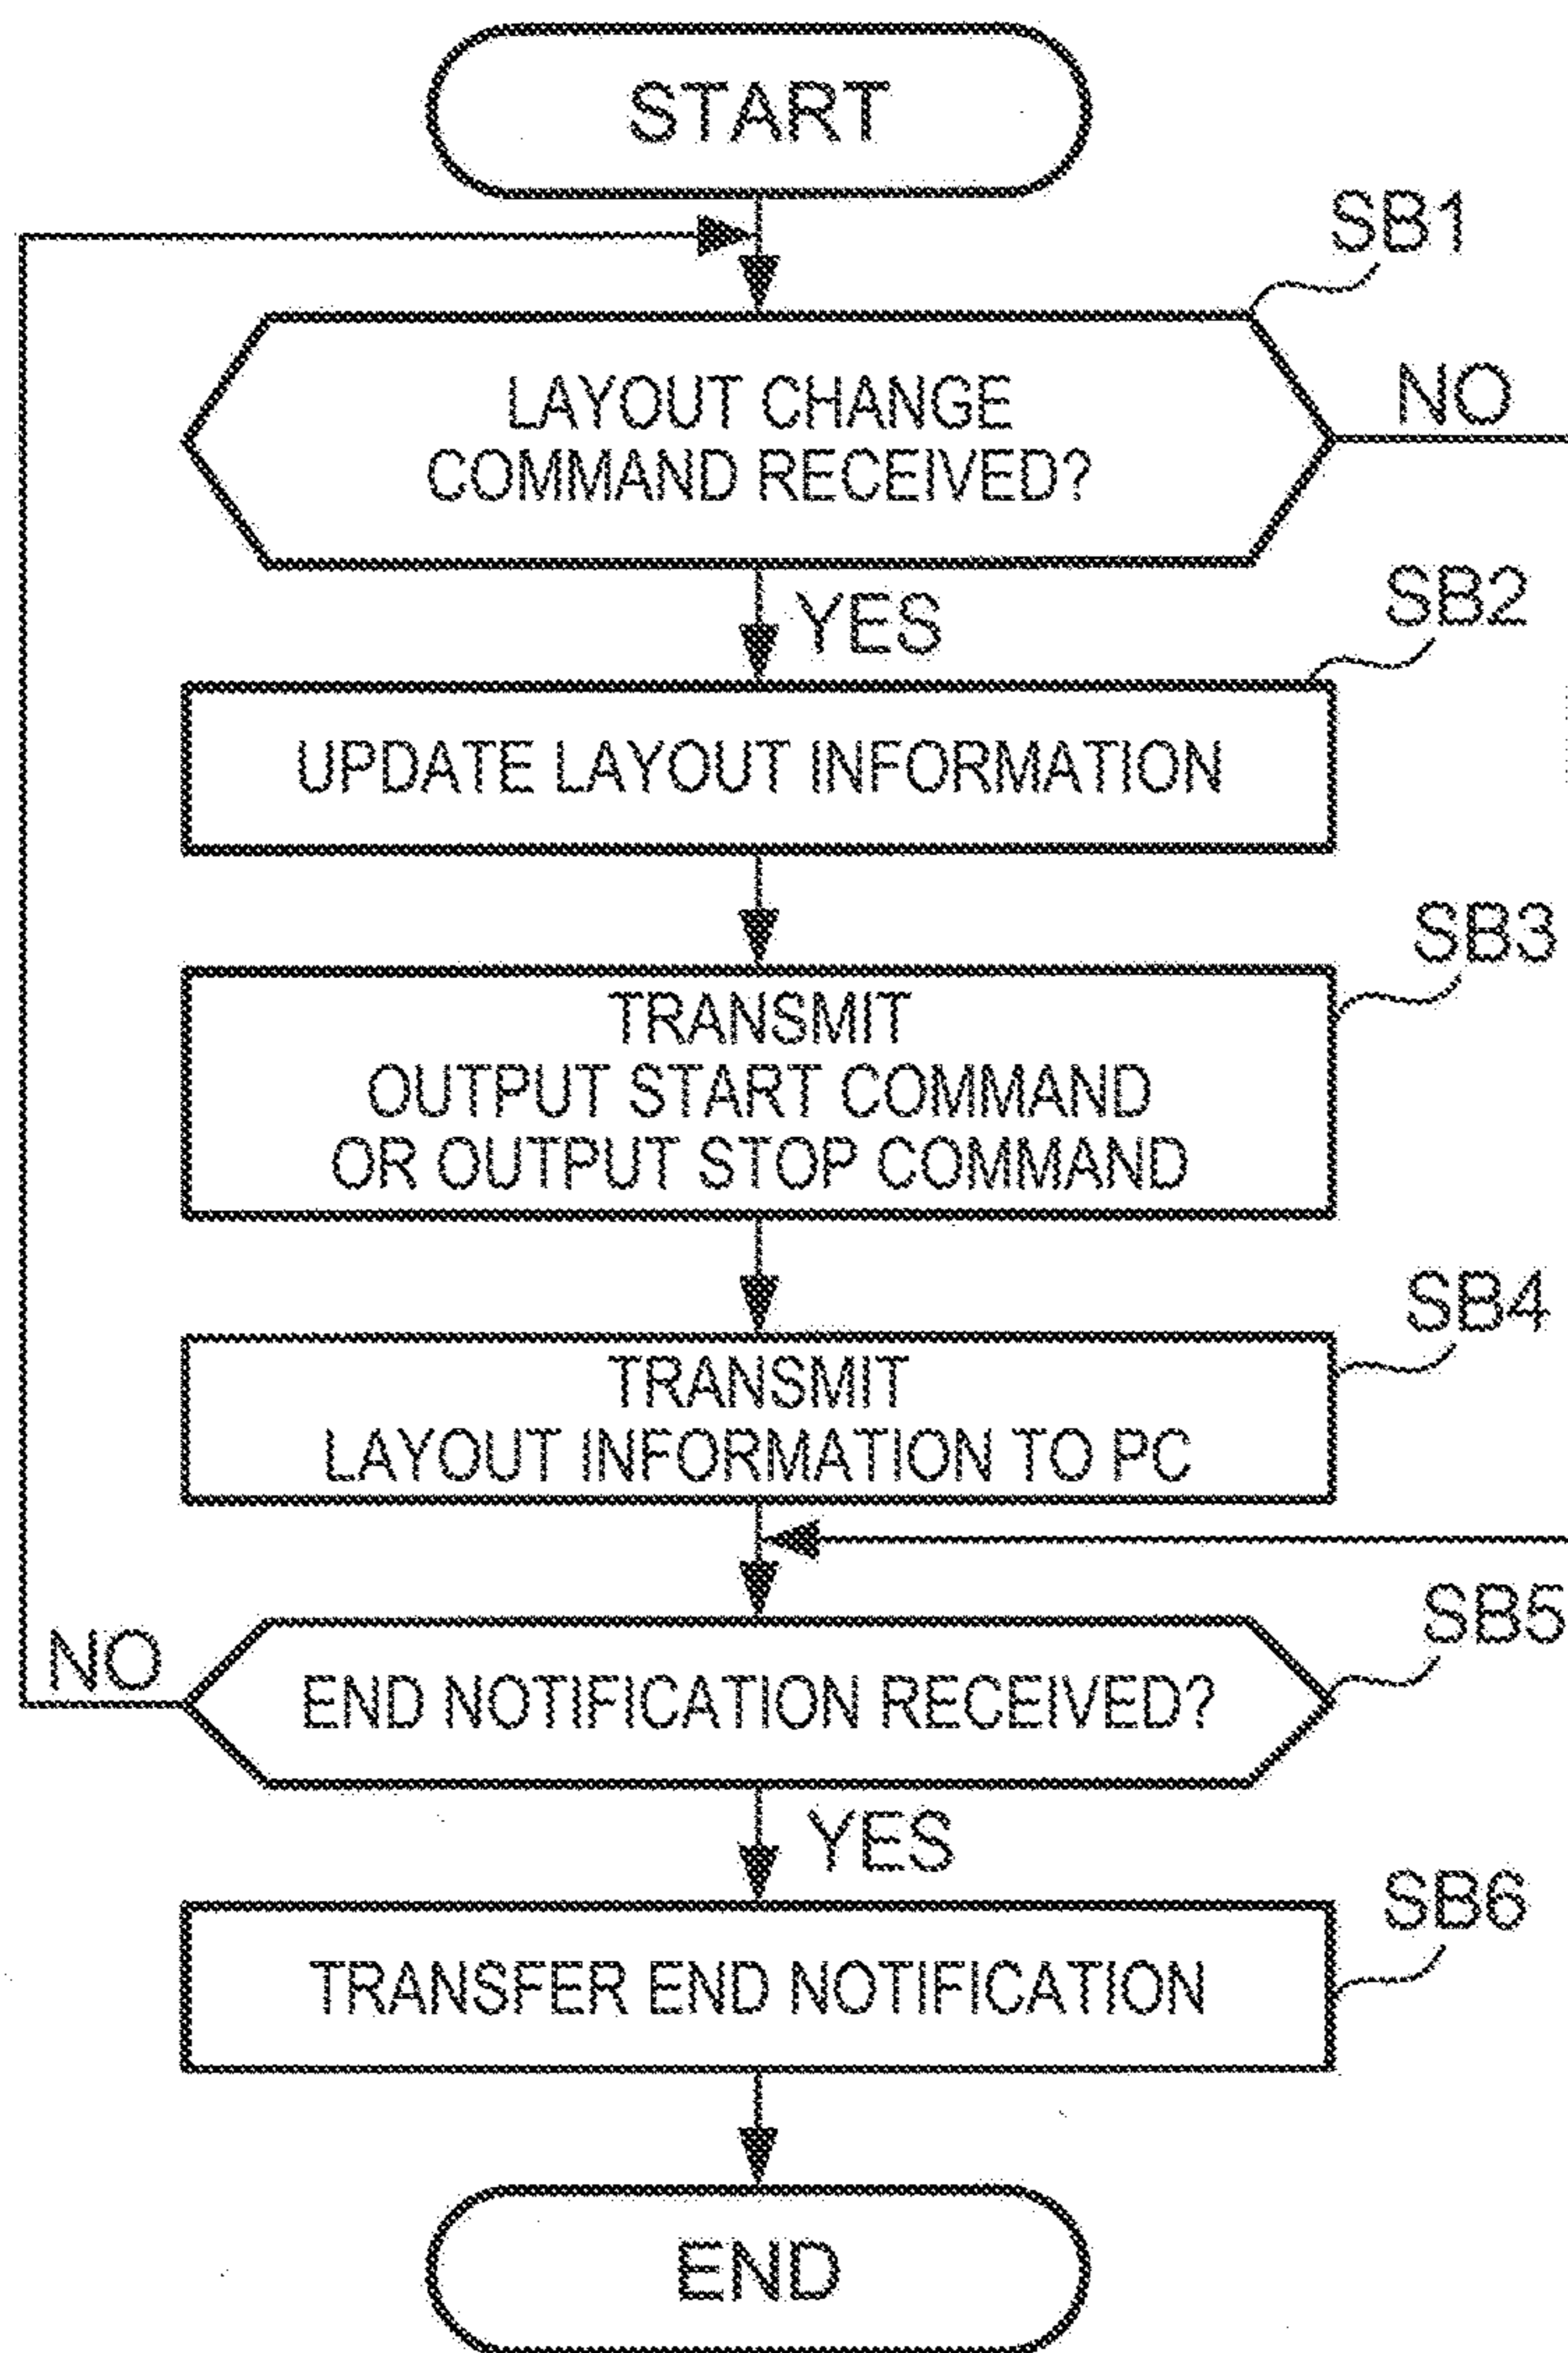 START
SB1
LAYOUT CHANGE
COMMAND RECEIVED?
NO
YES
SB2
UPDATE LAYOUT INFORMATION
SB3
TRANSMIT
OUTPUT START COMMAND
OR OUTPUT STOP COMMAND
SB4
TRANSMIT
LAYOUT INFORMATION TO PC
SB5
NO
END NOTIFICATION RECEIVED?
YES
SB6
TRANSFER END NOTIFICATION
END